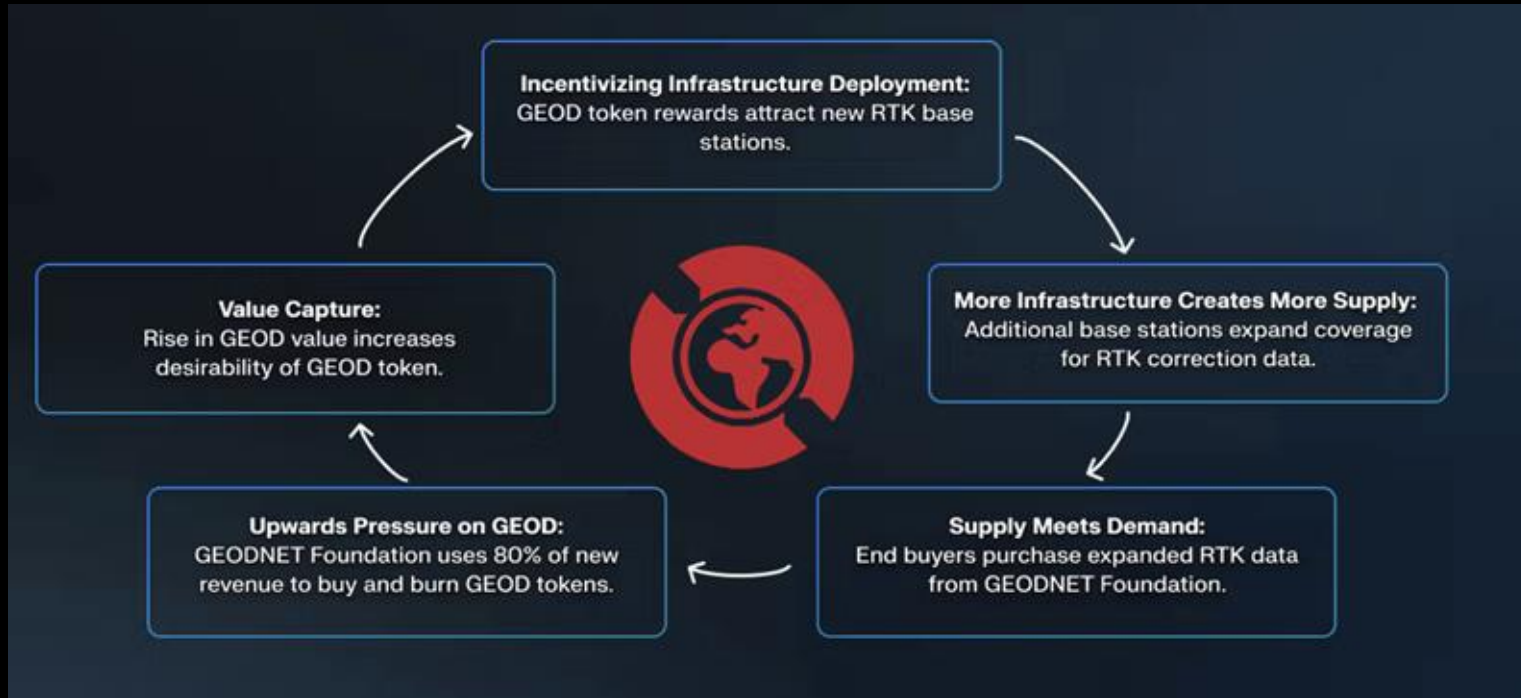 Incentivizing Infrastructure Deployment:
GEOD token rewards attract new RTK base
stations.
More Infrastructure Creates More Supply:
Additional base stations expand coverage
for RTK correction data.
Supply Meets Demand:
End buyers purchase expanded RTK data
from GEODNET Foundation.
Upwards Pressure on GEOD:
GEODNET Foundation uses 80% of new
revenue to buy and burn GEOD tokens.
Value Capture:
Rise in GEOD value increases
desirability of GEOD token.